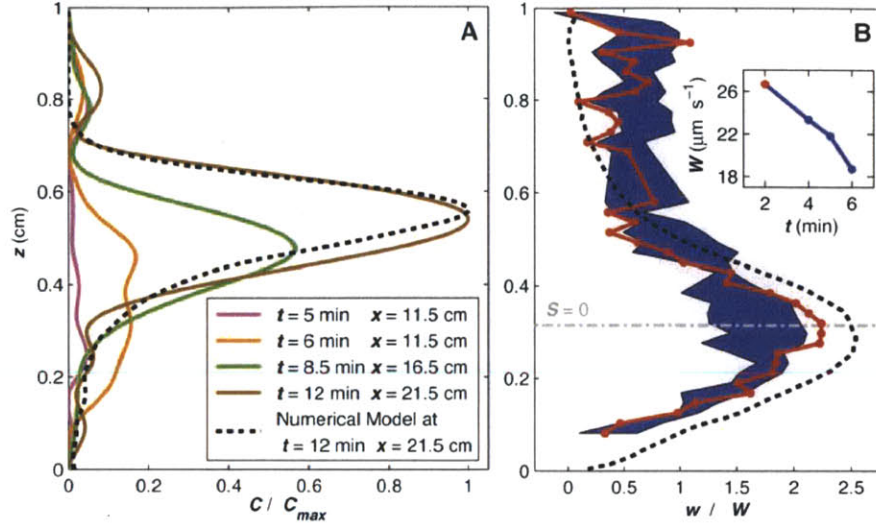 A
B
1
0.8
0.6
0.4
0.2
0
z (cm)
0
0.2
0.4
0.6
0.8
1
C / C_max
t = 5 min x = 11.5 cm
t = 6 min x = 11.5 cm
t = 8.5 min x = 16.5 cm
t = 12 min x = 21.5 cm
Numerical Model at
t = 12 min x = 21.5 cm
1
0.8
0.6
0.4
0.2
0
S = 0
0
0.5
1
1.5
2
2.5
w / W
26
22
18
W (μm s⁻¹)
2
4
6
t (min)